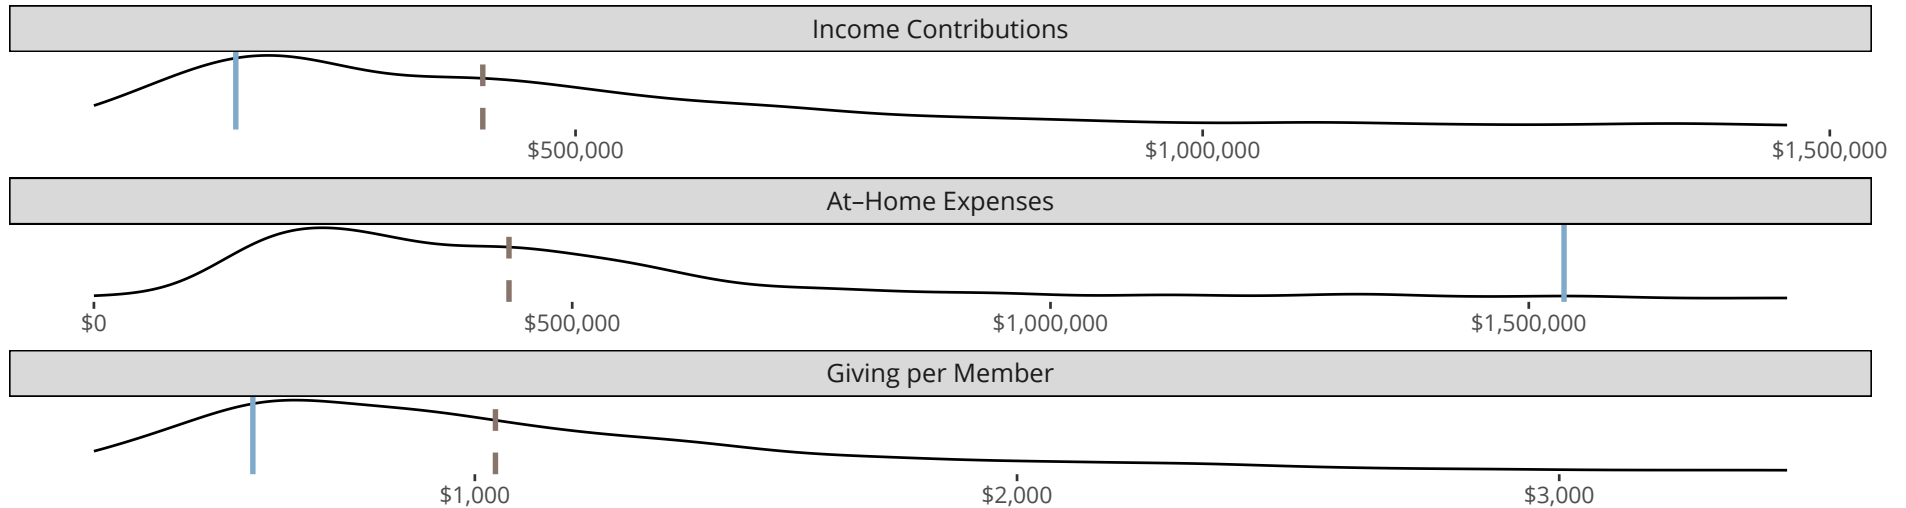 Income Contributions
$500,000 $1,000,000 $1,500,000
At–Home Expenses
$0 $500,000 $1,000,000 $1,500,000
Giving per Member
$1,000 $2,000 $3,000